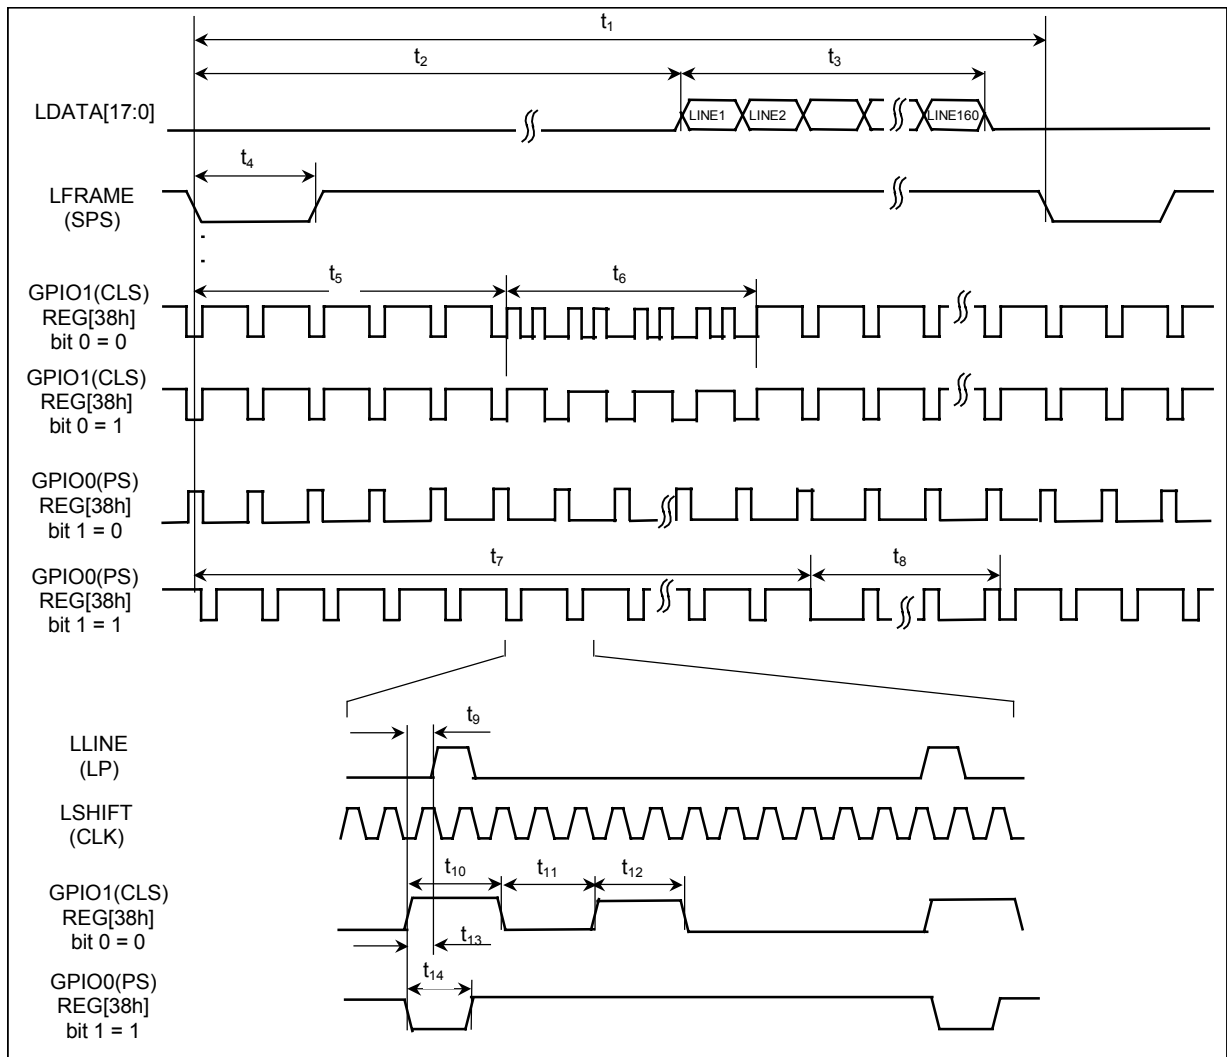 t1
t2
t3
LDATA[17:0]
LINE1
LINE2
LINE160
t4
LFRAME
(SPS)
t5
t6
GPIO1(CLS)
REG[38h]
bit 0 = 0
GPIO1(CLS)
REG[38h]
bit 0 = 1
GPIO0(PS)
REG[38h]
bit 1 = 0
t7
t8
GPIO0(PS)
REG[38h]
bit 1 = 1
t9
LLINE
(LP)
LSHIFT
(CLK)
t10
t11
t12
GPIO1(CLS)
REG[38h]
bit 0 = 0
t13
t14
GPIO0(PS)
REG[38h]
bit 1 = 1